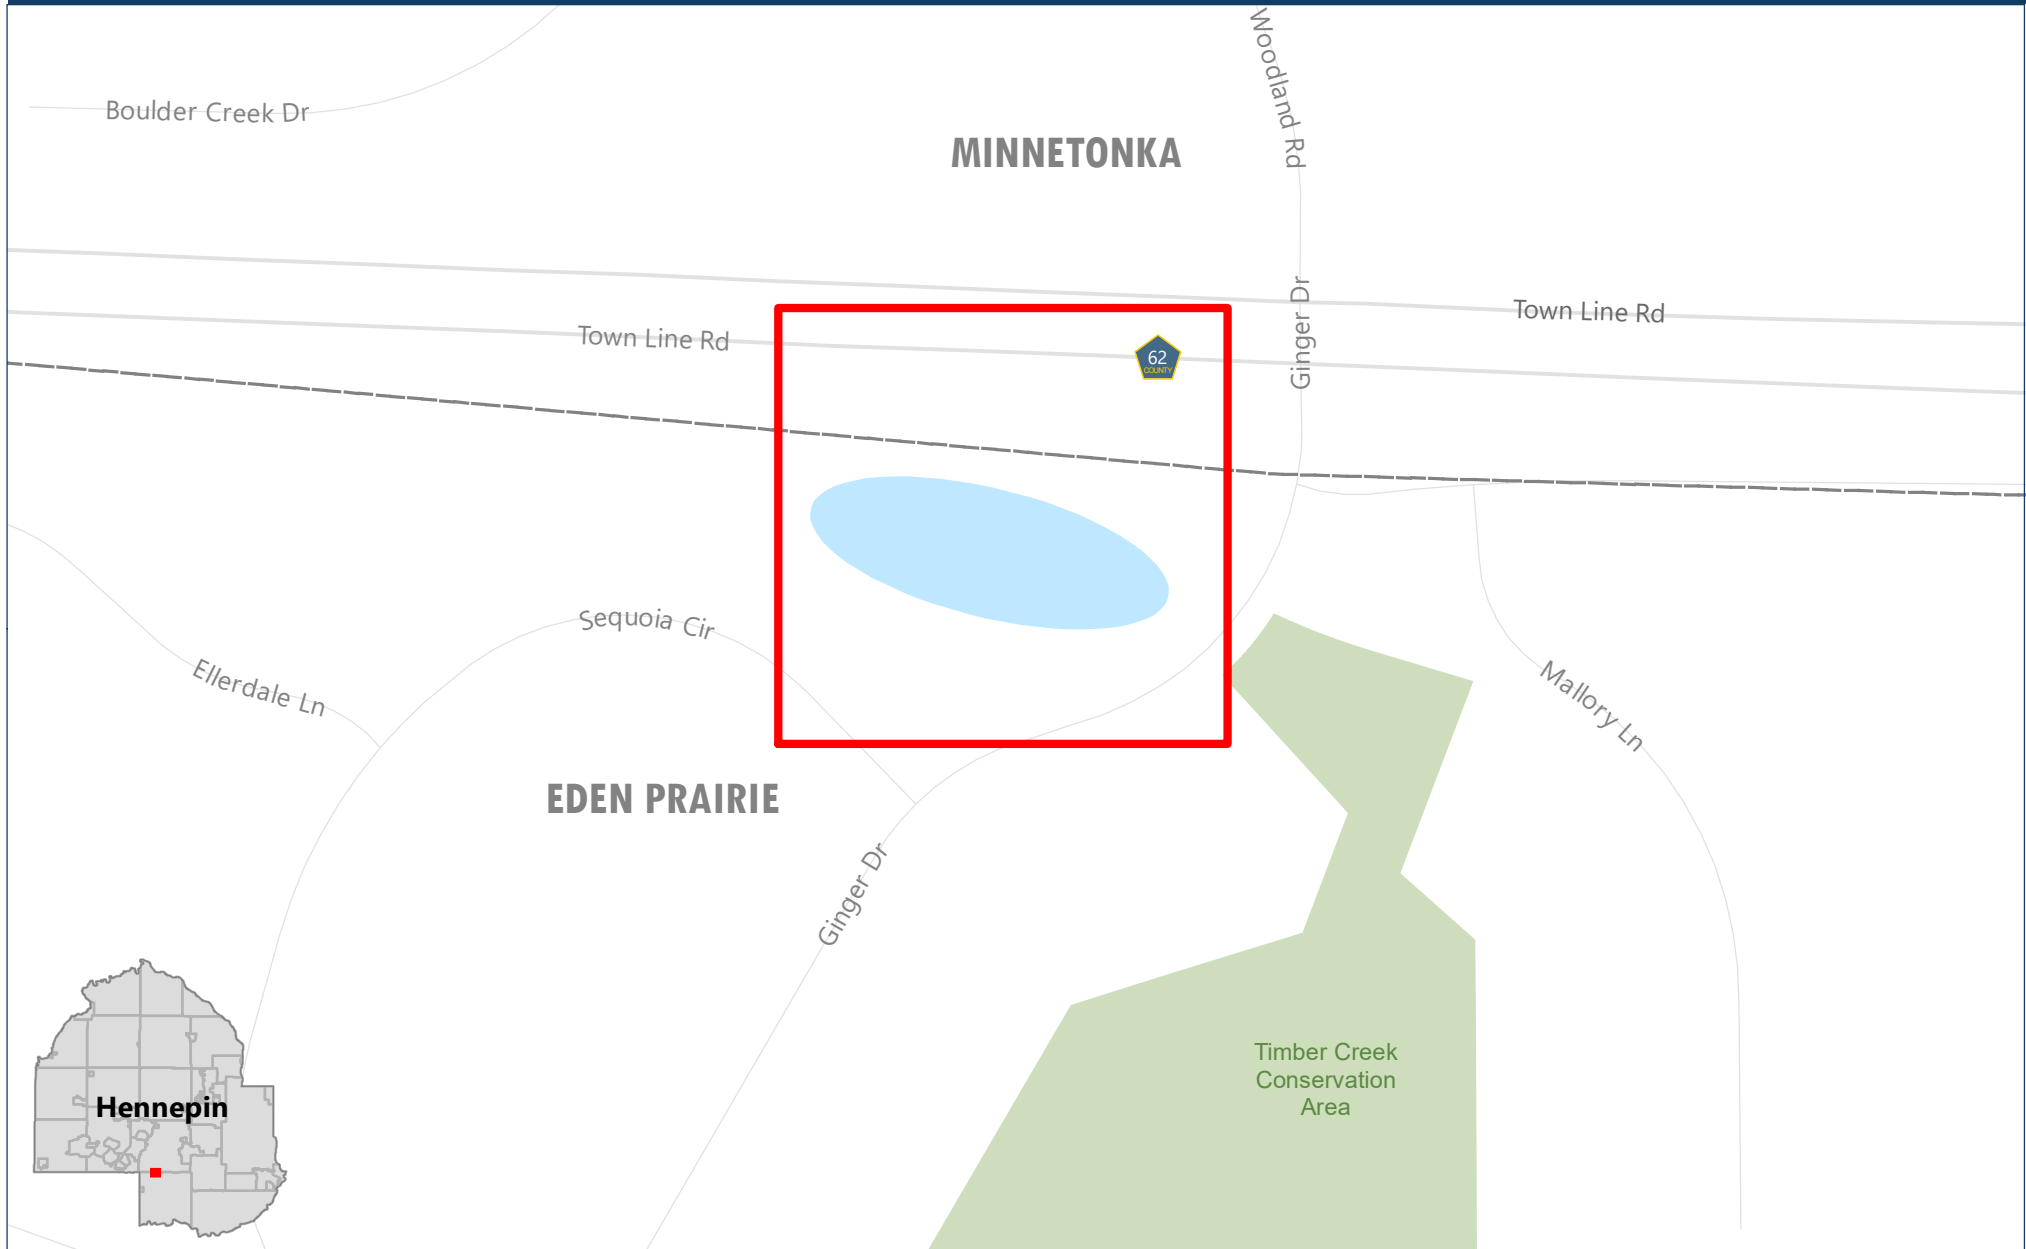 Woodland Rd
Boulder Creek Dr
MINNETONKA
Ginger Dr
Town Line Rd
Town Line Rd
62
COUNTY
Sequoia Cir
Ellerdale Ln
Mallory Ln
EDEN PRAIRIE
Ginger Dr
Timber Creek
Conservation
Area
Hennepin